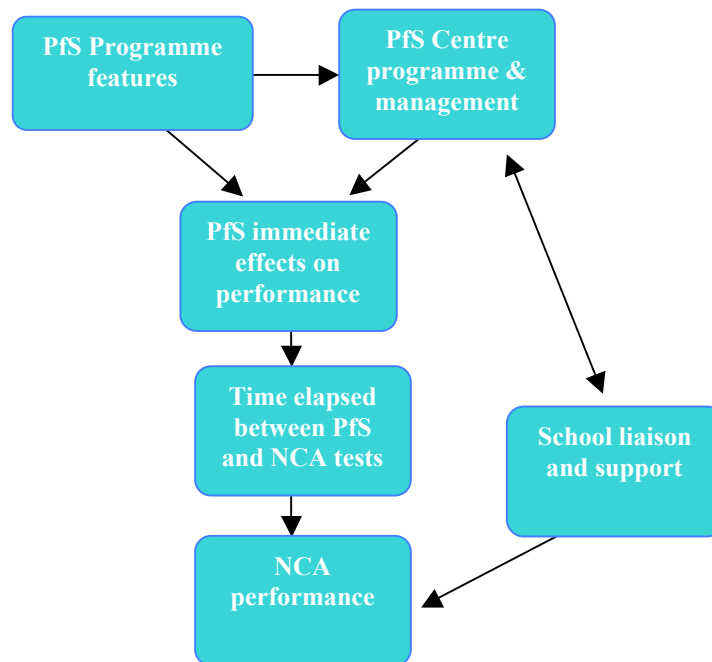 PfS Programme
features
PfS Centre
programme &
management
PfS immediate
effects on
performance
Time elapsed
between PfS
and NCA tests
School liaison
and support
NCA
performance